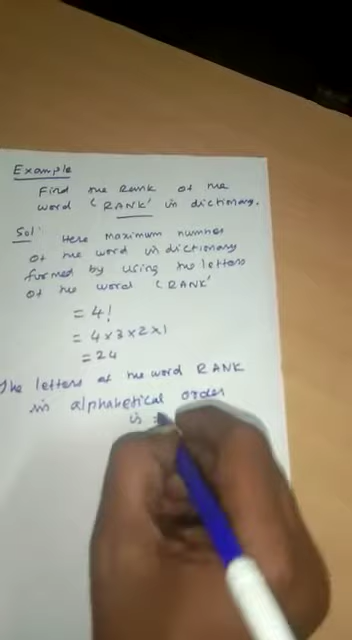 Example
Find the Rank of the
word 'RANK' in dictionary.
Sol: Here Maximum number
of the word in dictionary
formed by using the letters
of the word 'RANK'
= 4!
= 4×3×2×1
= 24
The letters of the word RANK
in alphabetical order
is =